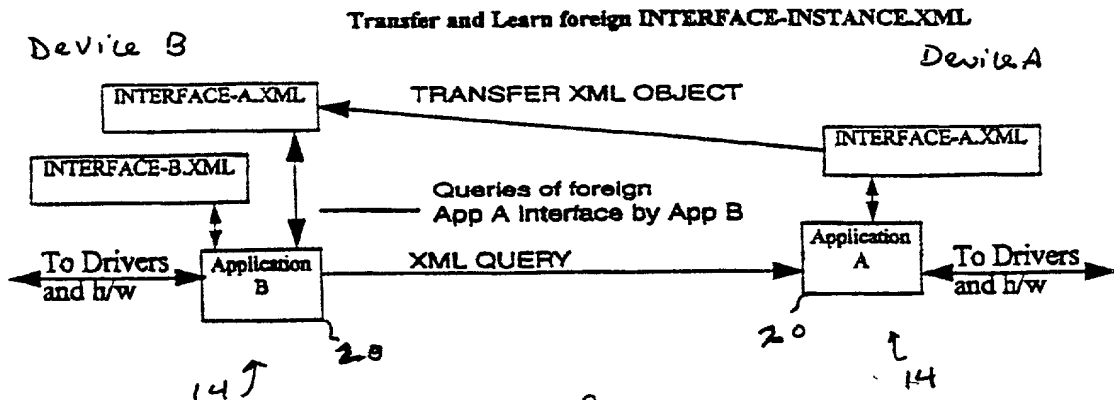 Transfer and Learn foreign INTERFACE-INSTANCE.XML
Device B
Device A
INTERFACE-A.XML
TRANSFER XML OBJECT
INTERFACE-A.XML
INTERFACE-B.XML
Queries of foreign
App A Interface by App B
To Drivers
and h/w
Application
B
XML QUERY
Application
A
To Drivers
and h/w
20
20
14
14